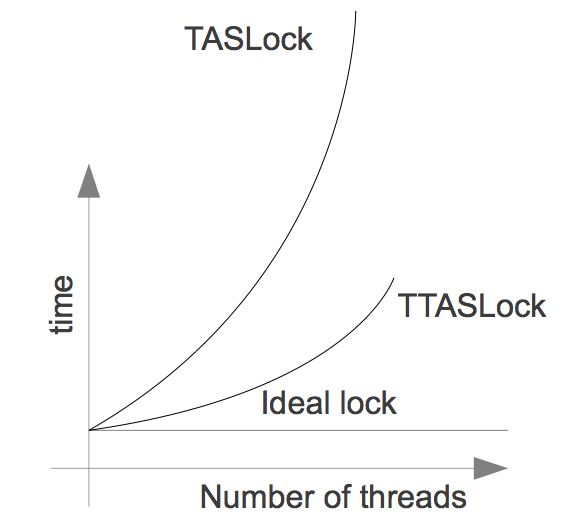 TASLock
time
TTASLock
Ideal lock
Number of threads